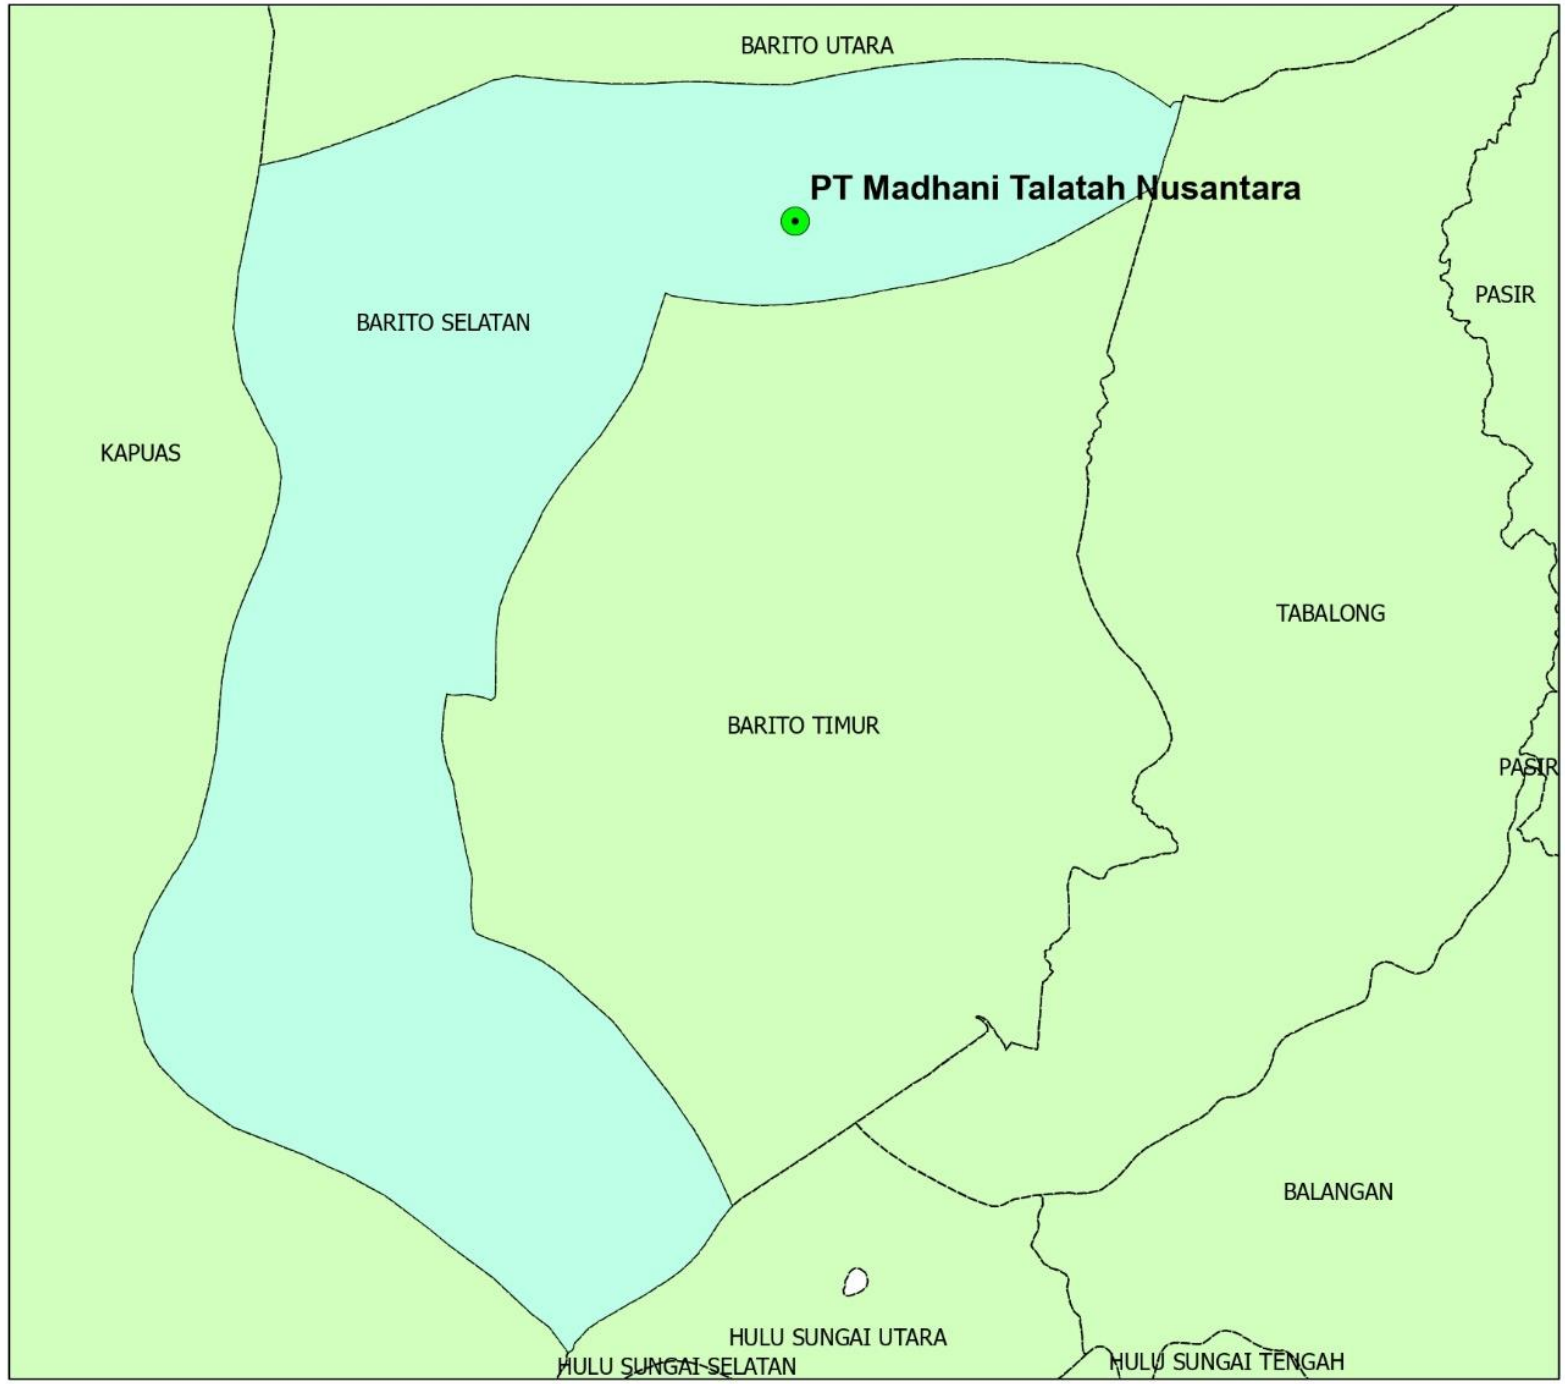 BARITO UTARA
PT Madhani Talatah Nusantara
PASIR
BARITO SELATAN
KAPUAS
TABALONG
BARITO TIMUR
PASIR
BALANGAN
HULU SUNGAI UTARA
HULU SUNGAI TENGAH
HULU SUNGAI SELATAN